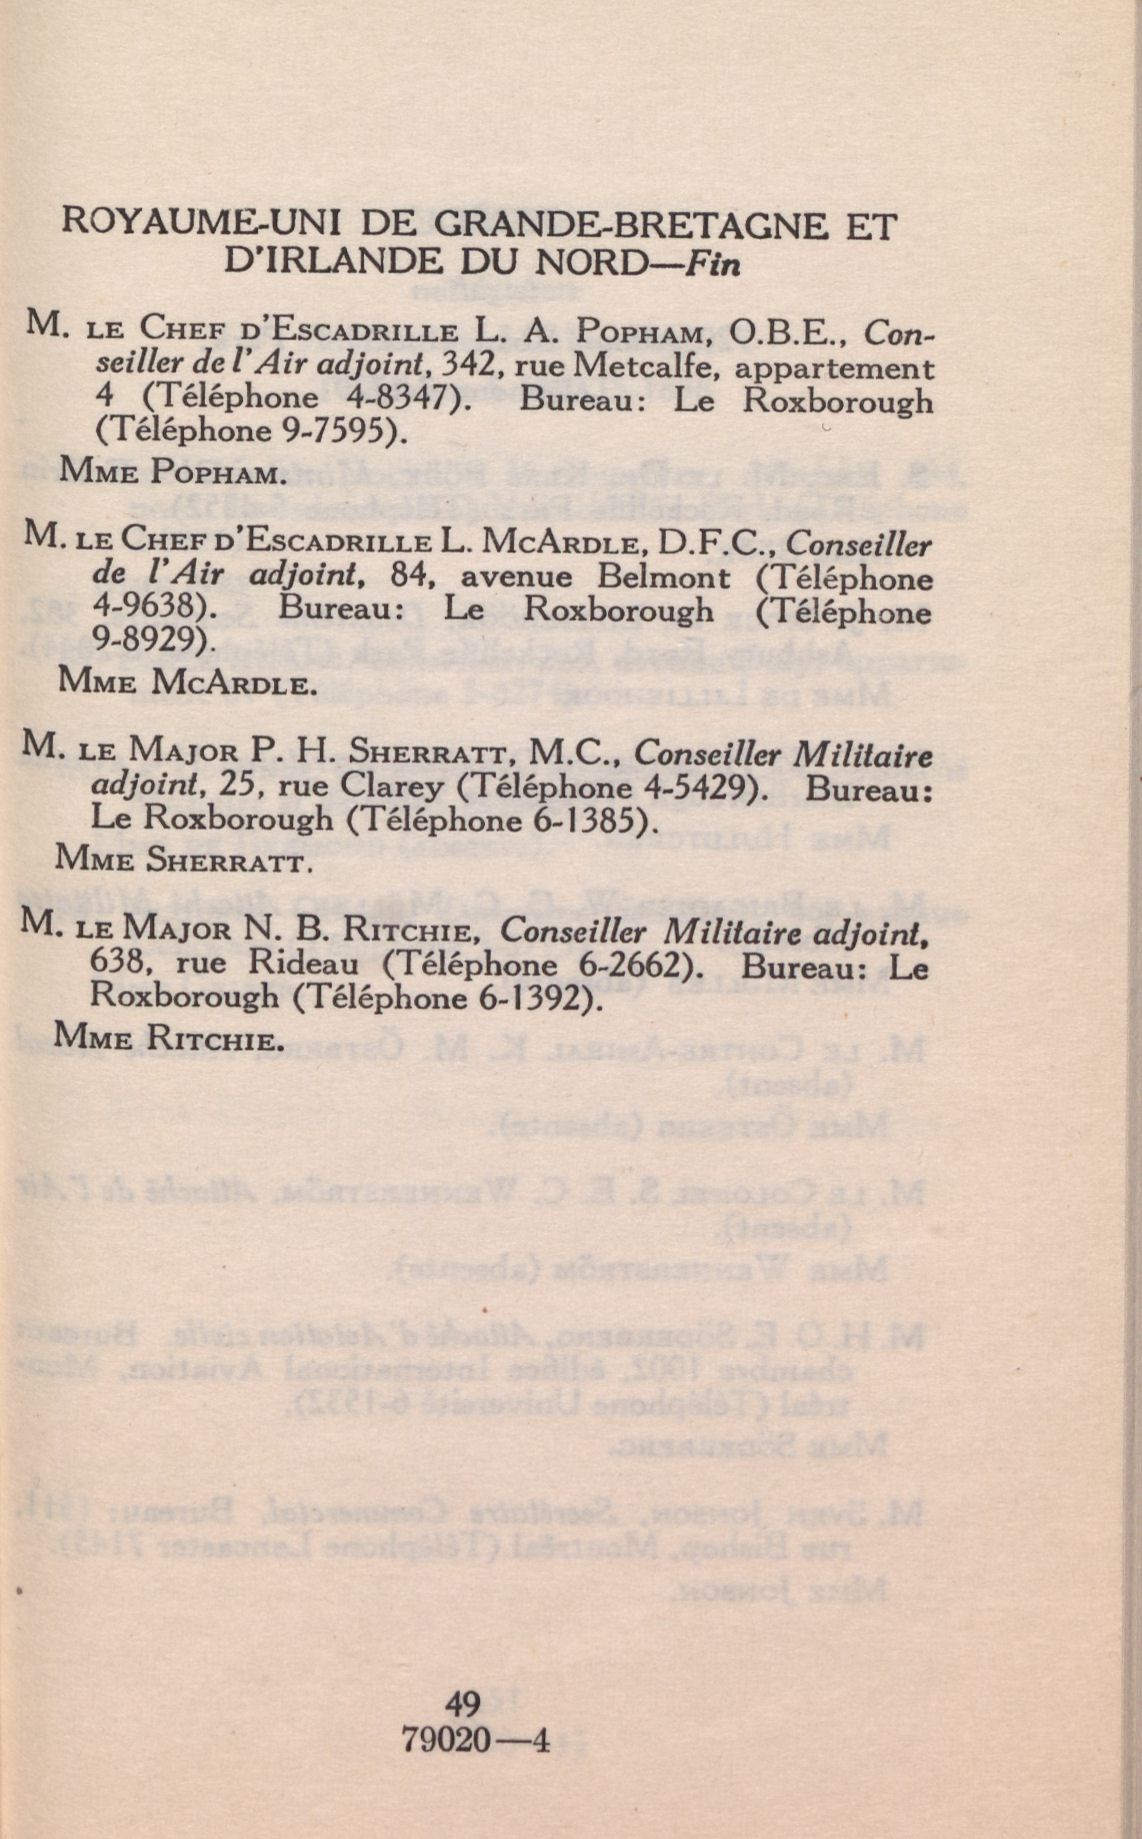 ROYAUME-UNI DE GRANDE-BRETAGNE ET
D'IRLANDE DU NORD—Fin
M. LE CHEF D'ESCADRILLE L. A. POPHAM, O.B.E., Con-
seiller de l'Air adjoint, 342, rue Metcalfe, appartement
4 (Téléphone 4-8347). Bureau: Le Roxborough
(Téléphone 9-7595).
MME POPHAM.
M. LE CHEF D'ESCADRILLE L. MCARDLE, D.F.C., Conseiller
de l'Air adjoint, 84, avenue Belmont (Téléphone
4-9638). Bureau: Le Roxborough (Téléphone
9-8929).
MME MCARDLE.
M. LE MAJOR P. H. SHERRATT, M.C., Conseiller Militaire
adjoint, 25, rue Clarey (Téléphone 4-5429). Bureau:
Le Roxborough (Téléphone 6-1385).
MME SHERRATT.
M. LE MAJOR N. B. RITCHIE, Conseiller Militaire adjoint,
638, rue Rideau (Téléphone 6-2662). Bureau: Le
Roxborough (Téléphone 6-1392).
MME RITCHIE.
49
79020—4